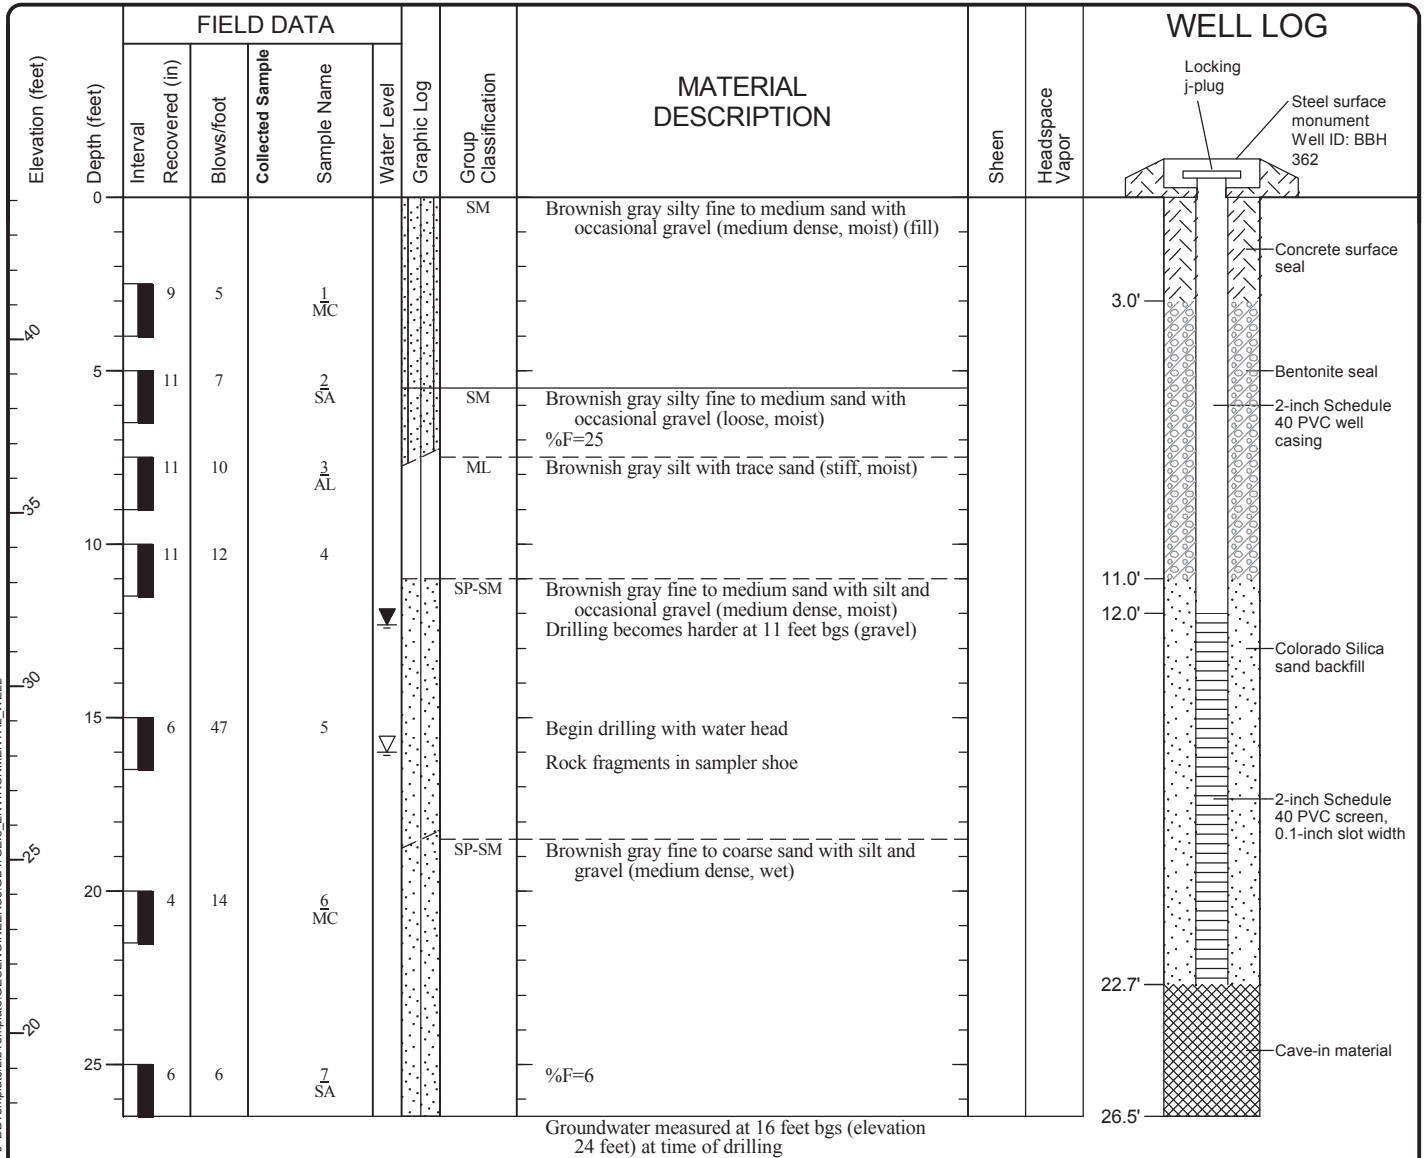 FIELD DATA
WELL LOG
Elevation (feet)
Depth (feet)
Interval
Recovered (in)
Blows/foot
Collected Sample
Sample Name
Water Level
Graphic Log
Group
Classification
MATERIAL
DESCRIPTION
Sheen
Headspace
Vapor
Locking
j-plug
Steel surface
monument
Well ID: BBH
362
0
SM
Brownish gray silty fine to medium sand with
occasional gravel (medium dense, moist) (fill)
Concrete surface
seal
9 5 1
MC
3.0'
40
5
11 7 2
SA
Bentonite seal
SM
Brownish gray silty fine to medium sand with
occasional gravel (loose, moist)
%F=25
2-inch Schedule
40 PVC well
casing
11 10 3
AL
ML
Brownish gray silt with trace sand (stiff, moist)
35
10
11 12 4
11.0'
SP-SM
Brownish gray fine to medium sand with silt and
occasional gravel (medium dense, moist)
Drilling becomes harder at 11 feet bgs (gravel)
12.0'
Colorado Silica
sand backfill
30
15
6 47 5
Begin drilling with water head
Rock fragments in sampler shoe
2-inch Schedule
40 PVC screen,
0.1-inch slot width
25
SP-SM
Brownish gray fine to coarse sand with silt and
gravel (medium dense, wet)
20
4 14 6
MC
22.7'
20
25
6 6 7
SA
%F=6
Cave-in material
26.5'
Groundwater measured at 16 feet bgs (elevation
24 feet) at time of drilling